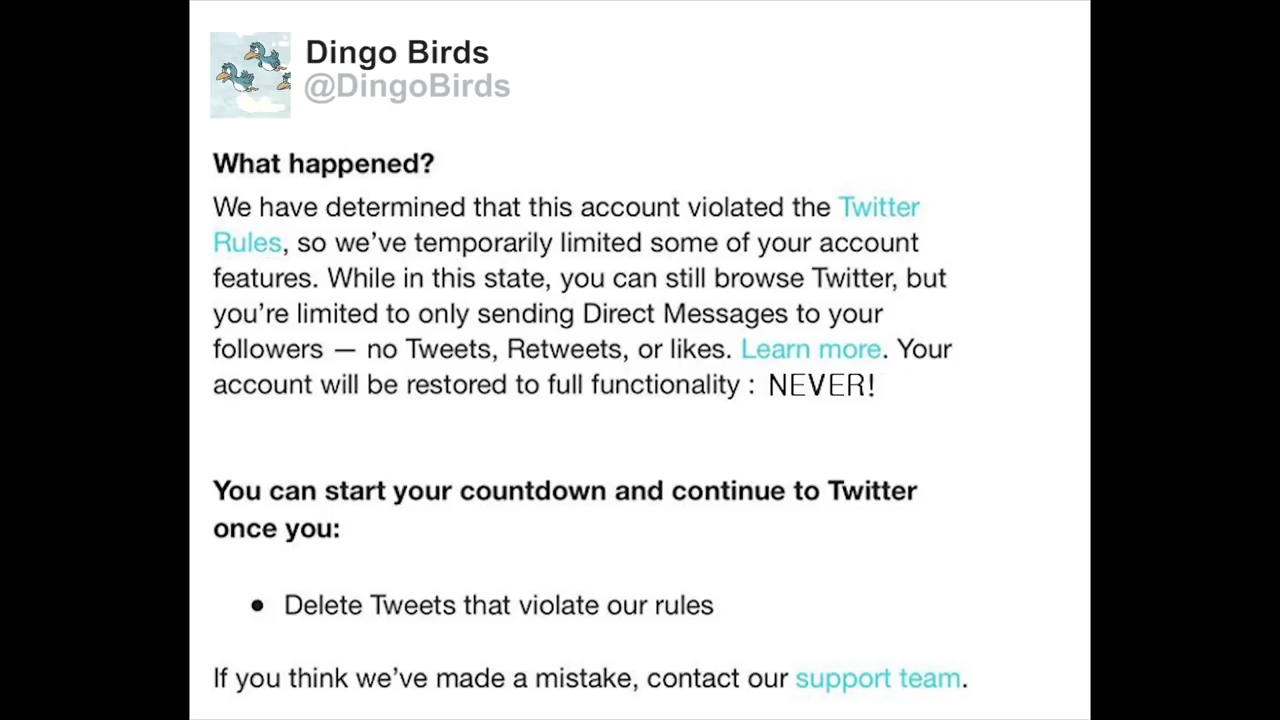 Dingo Birds
@DingoBirds
What happened?
We have determined that this account violated the Twitter
Rules, so we've temporarily limited some of your account
features. While in this state, you can still browse Twitter, but
you're limited to only sending Direct Messages to your
followers — no Tweets, Retweets, or likes. Learn more. Your
account will be restored to full functionality : NEVER!
You can start your countdown and continue to Twitter
once you:
• Delete Tweets that violate our rules
If you think we've made a mistake, contact our support team.